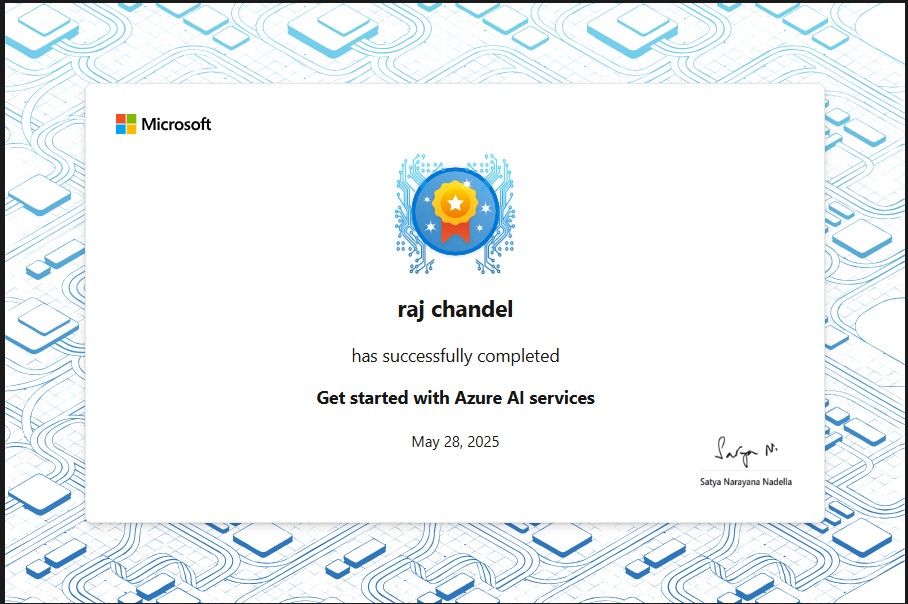 Microsoft
raj chandel
has successfully completed
Get started with Azure AI services
May 28, 2025
Satya N.
Satya Narayana Nadella